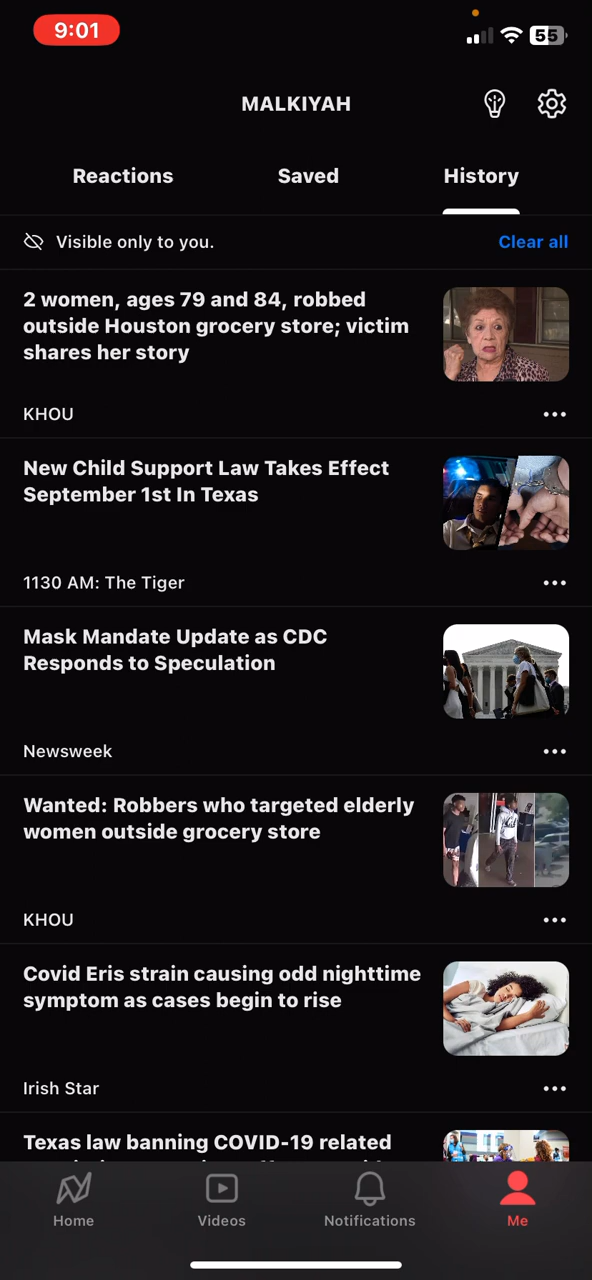 9:01
55
MALKIYAH
Reactions
Saved
History
Visible only to you.
Clear all
2 women, ages 79 and 84, robbed
outside Houston grocery store; victim
shares her story
KHOU
New Child Support Law Takes Effect
September 1st In Texas
1130 AM: The Tiger
Mask Mandate Update as CDC
Responds to Speculation
Newsweek
Wanted: Robbers who targeted elderly
women outside grocery store
KHOU
Covid Eris strain causing odd nighttime
symptom as cases begin to rise
Irish Star
Texas law banning COVID-19 related
Home
Videos
Notifications
Me